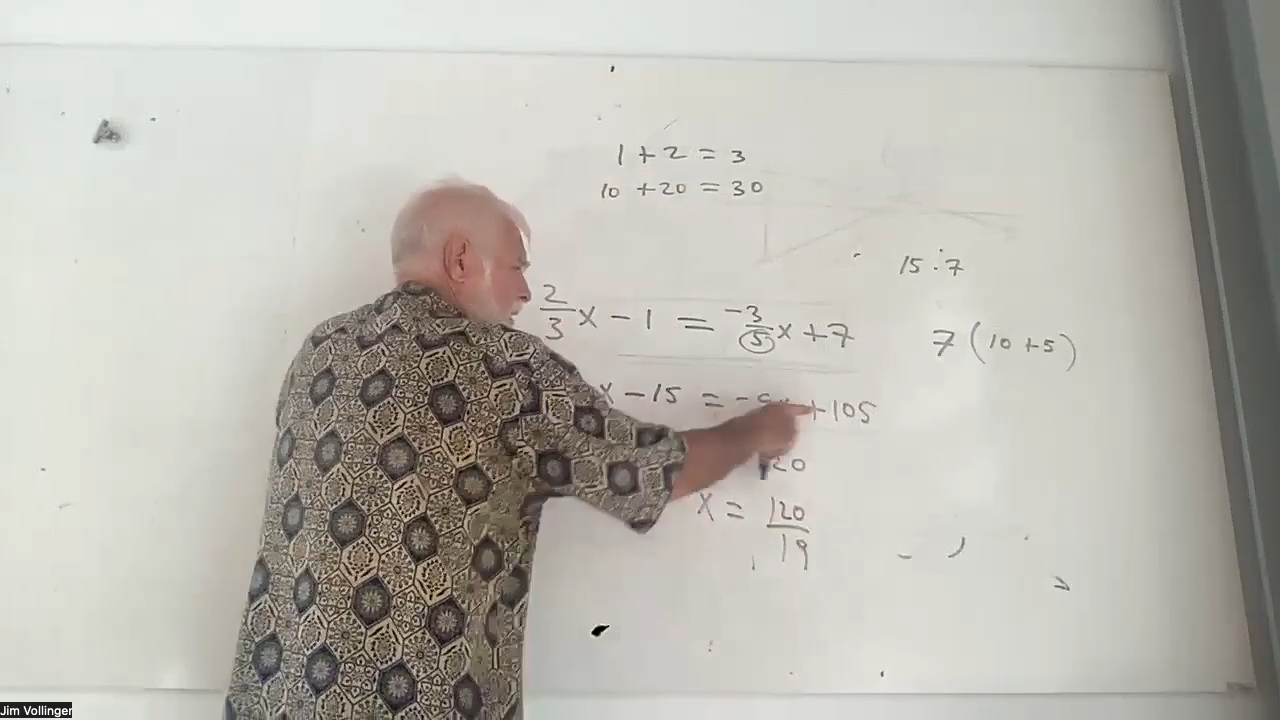 1 + 2 = 3
10 + 20 = 30
15 · 7
2/3 x - 1 = -3/5 x + 7
7 (10 + 5)
x - 15 = - + 105
120
x = 120/19
Jim Vollinger